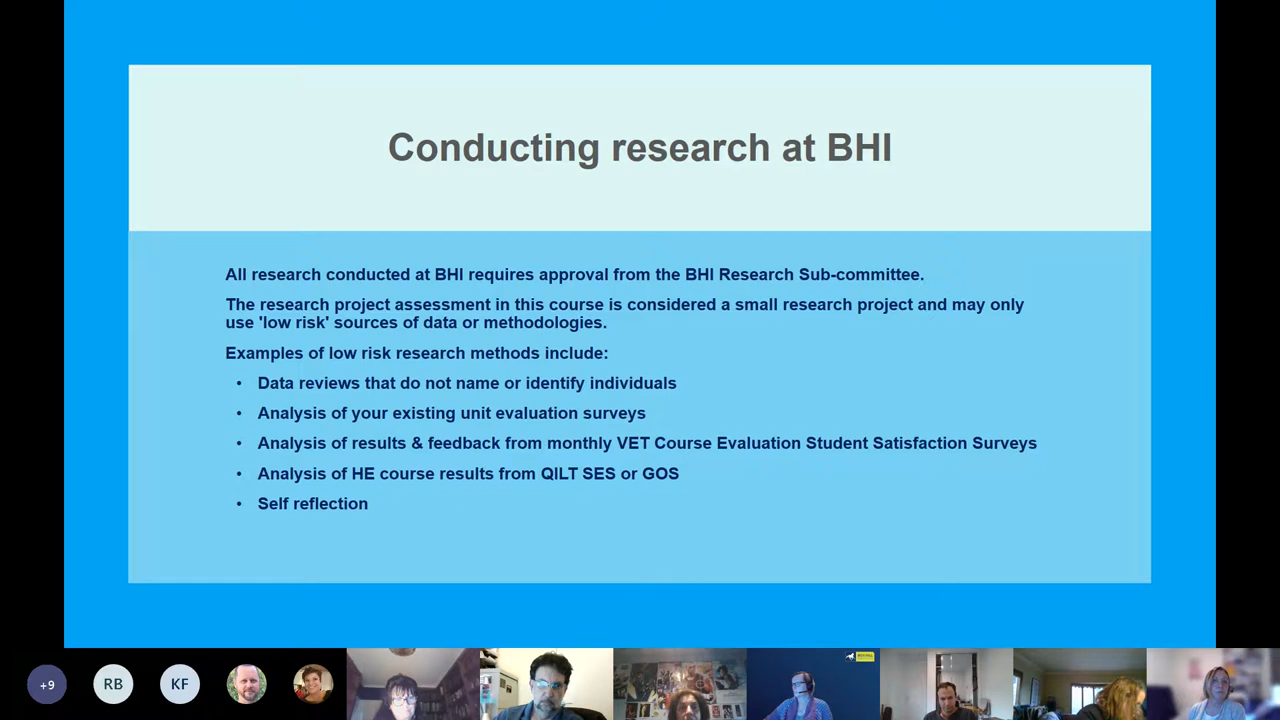 Conducting research at BHI
All research conducted at BHI requires approval from the BHI Research Sub-committee.
The research project assessment in this course is considered a small research project and may only
use 'low risk' sources of data or methodologies.
Examples of low risk research methods include:
• Data reviews that do not name or identify individuals
• Analysis of your existing unit evaluation surveys
• Analysis of results & feedback from monthly VET Course Evaluation Student Satisfaction Surveys
• Analysis of HE course results from QILT SES or GOS
• Self reflection
+9
RB
KF